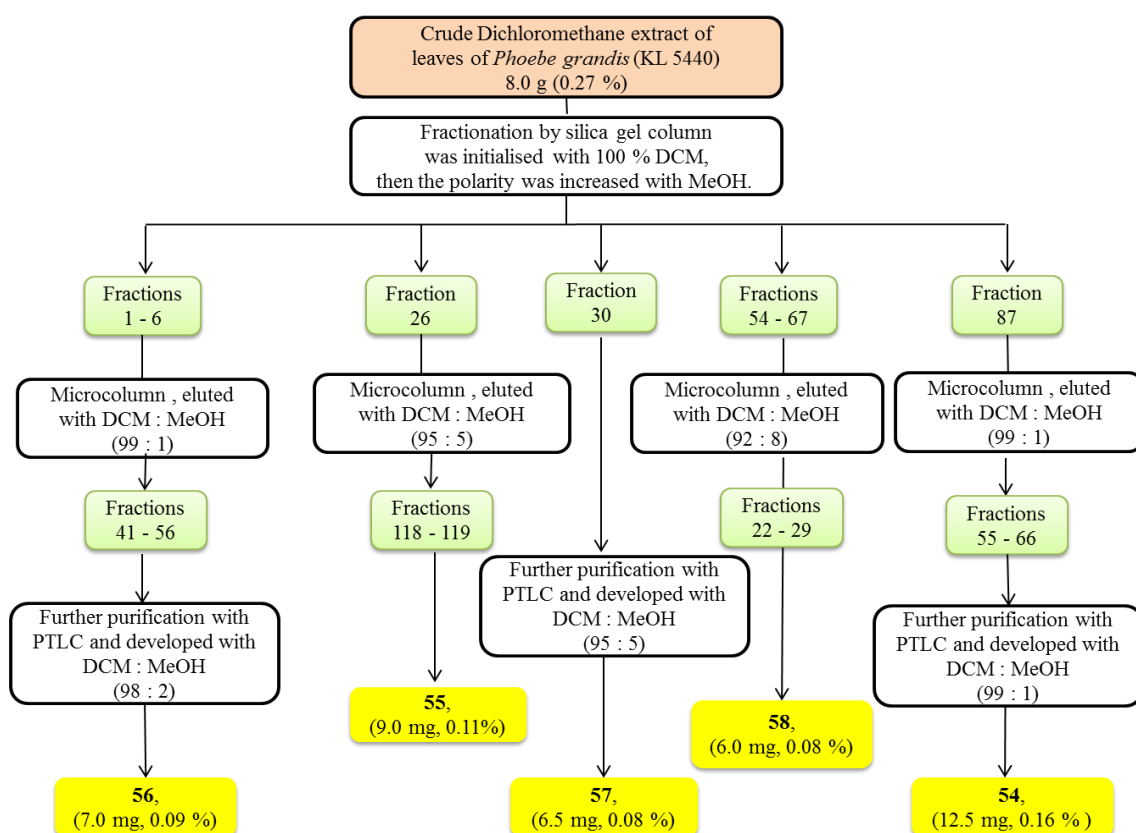 Crude Dichloromethane extract of
leaves of Phoebe grandis (KL 5440)
8.0 g (0.27 %)
Fractionation by silica gel column
was initialised with 100 % DCM,
then the polarity was increased with MeOH.
Fractions
1 - 6
Microcolumn , eluted
with DCM : MeOH
(99 : 1)
Fractions
41 - 56
Further purification with
PTLC and developed with
DCM : MeOH
(98 : 2)
56,
(7.0 mg, 0.09 %)
Fraction
26
Microcolumn , eluted
with DCM : MeOH
(95 : 5)
Fractions
118 - 119
55,
(9.0 mg, 0.11%)
Fraction
30
Further purification with
PTLC and developed with
DCM : MeOH
(95 : 5)
57,
(6.5 mg, 0.08 %)
Fractions
54 - 67
Microcolumn , eluted
with DCM : MeOH
(92 : 8)
Fractions
22 - 29
58,
(6.0 mg, 0.08 %)
Fraction
87
Microcolumn , eluted
with DCM : MeOH
(99 : 1)
Fractions
55 - 66
Further purification with
PTLC and developed with
DCM : MeOH
(99 : 1)
54,
(12.5 mg, 0.16 % )